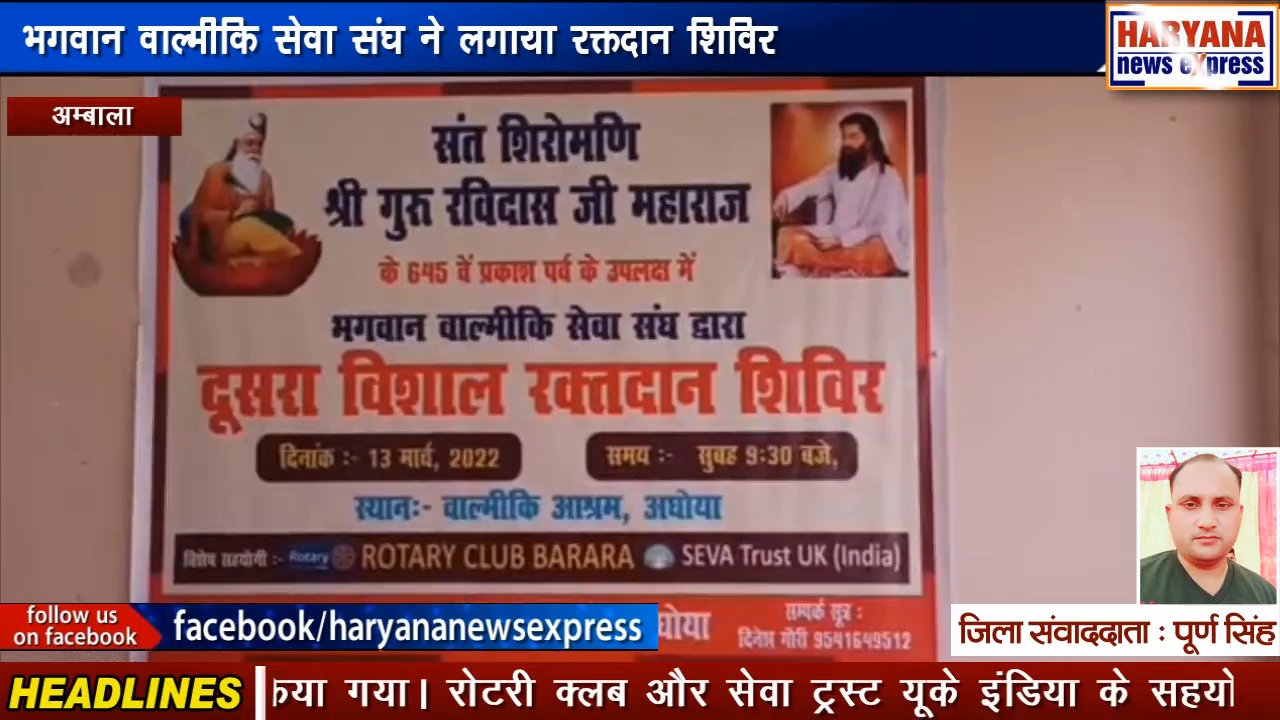 भगवान वाल्मीकि सेवा संघ ने लगाया रक्तदान शिविर
HARYANA
news express
अम्बाला
संत शिरोमणि
श्री गुरु रविदास जी महाराज
के 645 वें प्रकाश पर्व के उपलक्ष में
भगवान वाल्मीकि सेवा संघ द्वारा
दूसरा विशाल रक्तदान शिविर
दिनांक :- 13 मार्च, 2022 समय :- सुबह 9:30 बजे,
स्थानः- वाल्मीकि आश्रम, अघोया
विशेष सहयोगी :- Rotary ROTARY CLUB BARARA SEVA Trust UK (India)
घोया
सम्पर्क सूत्र :
दिनेश गोरी 9541649512
follow us
on facebook
facebook/haryananewsexpress
जिला संवाददाता : पूर्ण सिंह
HEADLINES
केया गया। रोटरी क्लब और सेवा ट्रस्ट यूके इंडिया के सहयो